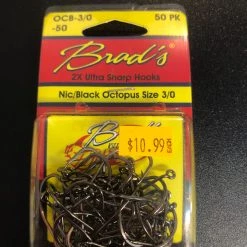 OCB-3/0
-50
50 PK
Brad's®
2X Ultra Sharp Hooks
Nic/Black Octopus Size 3/0
$10.99